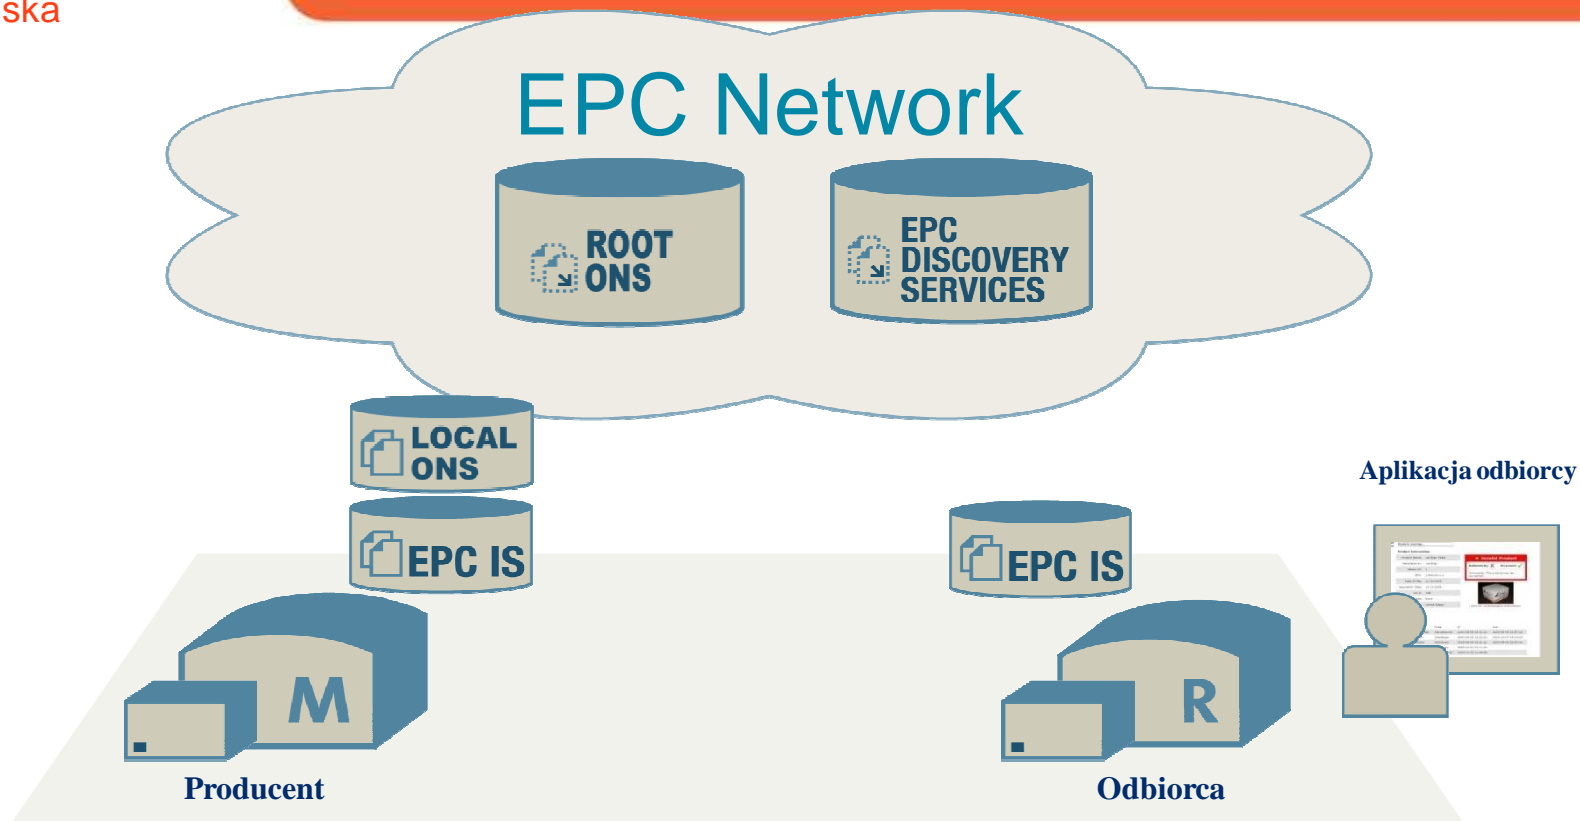 ska
EPC Network
ROOT
ONS
EPC
DISCOVERY
SERVICES
LOCAL
ONS
EPC IS
EPC IS
Aplikacja odbiorcy
M
R
Producent
Odbiorca